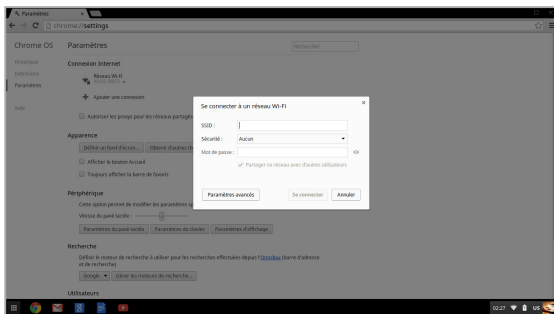 Paramètres
chrome://settings
Chrome OS
Paramètres
Rechercher
Historique
Extensions
Paramètres
Aide
Connexion Internet
Réseau Wi-Fi
Ajouter une connexion
Autoriser les proxys pour les réseaux partagés
Se connecter à un réseau Wi-Fi
SSID :
Sécurité :
Aucun
Mot de passe :
Partager ce réseau avec d'autres utilisateurs
Paramètres avancés
Se connecter
Annuler
Apparence
Définir un fond d'écran...
Obtenir d'autres th
Afficher le bouton Accueil
Toujours afficher la barre de favoris
Périphérique
Cette option permet de modifier les paramètres
Vitesse du pavé tactile :
Paramètres du pavé tactile
Paramètres du clavier
Paramètres d'affichage
Recherche
Définir le moteur de recherche à utiliser pour les recherches effectuées depuis l'Omnibox (barre d'adresse
et de recherche)
Google
Gérer les moteurs de recherche...
Utilisateurs
02:27
US